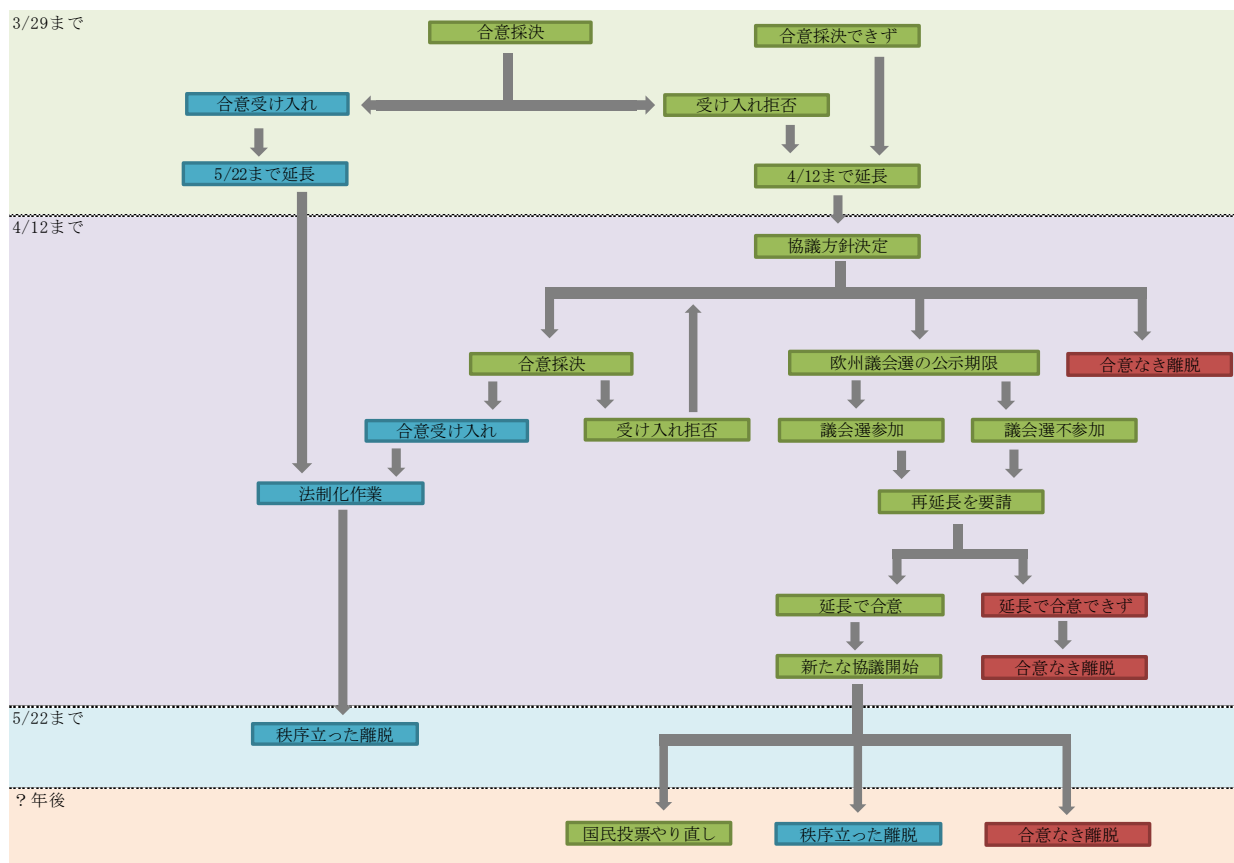 3/29まで
合意採決
合意採決できず
合意受け入れ
受け入れ拒否
5/22まで延長
4/12まで延長
4/12まで
協議方針決定
合意採決
欧州議会選の公示期限
合意なき離脱
合意受け入れ
受け入れ拒否
議会選参加
議会選不参加
法制化作業
再延長を要請
延長で合意
延長で合意できず
新たな協議開始
合意なき離脱
5/22まで
秩序立った離脱
？年後
国民投票やり直し
秩序立った離脱
合意なき離脱